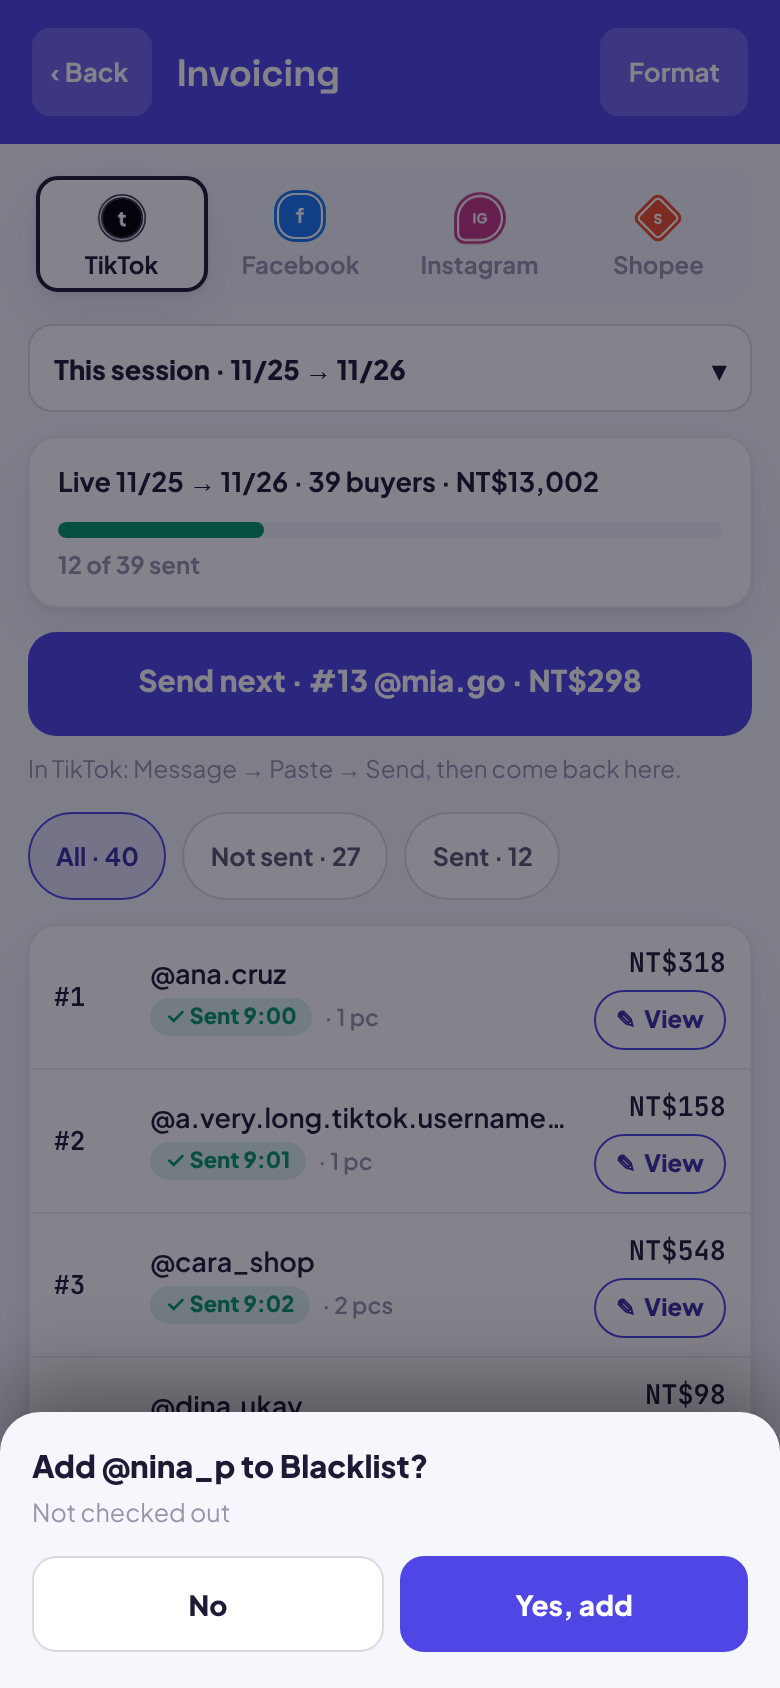 ‹ Back
Invoicing
Format
t
f
IG
S
TikTok
Facebook
Instagram
Shopee
This session · 11/25 → 11/26 ▼
Live 11/25 → 11/26 · 39 buyers · NT$13,002
12 of 39 sent
Send next · #13 @mia.go · NT$298
In TikTok: Message → Paste → Send, then come back here.
All · 40
Not sent · 27
Sent · 12
#1
@ana.cruz
✓ Sent 9:00 · 1 pc
NT$318
✎ View
#2
@a.very.long.tiktok.username…
✓ Sent 9:01 · 1 pc
NT$158
✎ View
#3
@cara_shop
✓ Sent 9:02 · 2 pcs
NT$548
✎ View
@dina.ukay
NT$98
Add @nina_p to Blacklist?
Not checked out
No
Yes, add